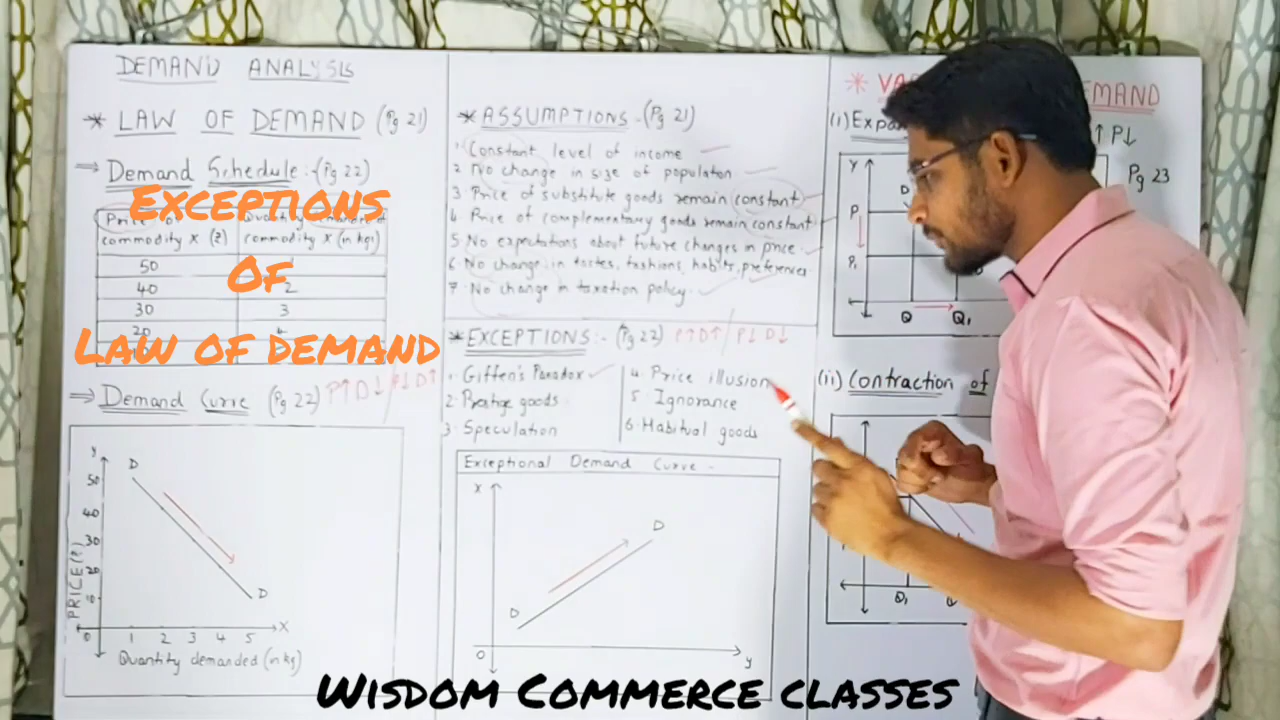 DEMAND ANALYSIS
* LAW OF DEMAND (Pg 21)
⇒ Demand Schedule :- (Pg 22)
Exceptions
Of
Law of demand
Price
commodity X (₹) commodity X (in kgs)
50
40 2
30 3
20
⇒ Demand Curve (Pg 22) P↑D↓ / P↓D↑
y
D
50
40
30
20
10
PRICE (₹)
D
0 1 2 3 4 5 X
Quantity demanded (in kg)
* ASSUMPTIONS - (Pg 21)
1 Constant level of income
2 No change in size of population
3 Price of substitute goods remain constant
4 Price of complementary goods remain constant
5 No expectations about future changes in price
6 No change in tastes, fashions, habits, preferences
7 No change in taxation policy
* EXCEPTIONS :- (Pg 22) P↑D↑ / P↓D↓
1. Giffen's Paradox
2. Prestige goods
3 Speculation
4. Price illusion
5 Ignorance
6. Habitual goods
Exceptional Demand Curve -
X
D
D
0
y
* EMAND
(i) ↑ P↓
Pg 23
Y
D
P
P₁
Q Q₁
(ii) Contraction of
Q₁
Wisdom Commerce classes